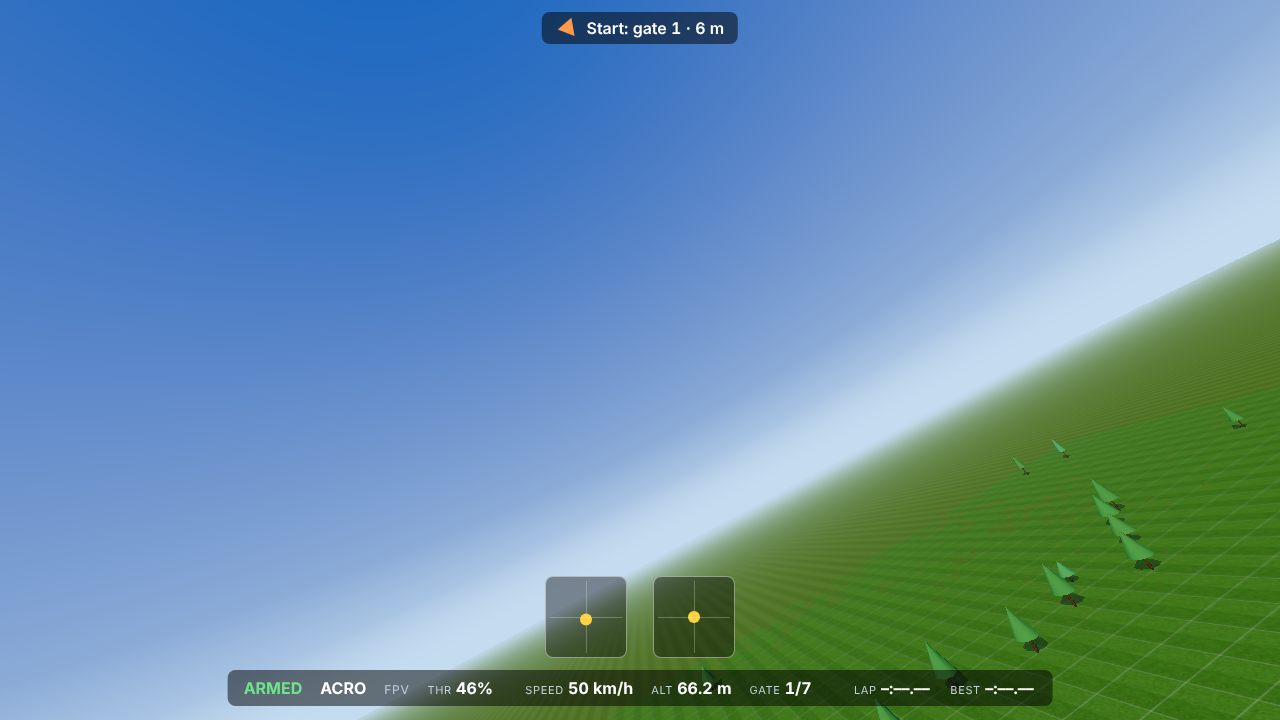 Start: gate 1 · 6 m
ARMED ACRO FPV THR 46% SPEED 50 km/h ALT 66.2 m GATE 1/7 LAP –:––.–– BEST –:––.––